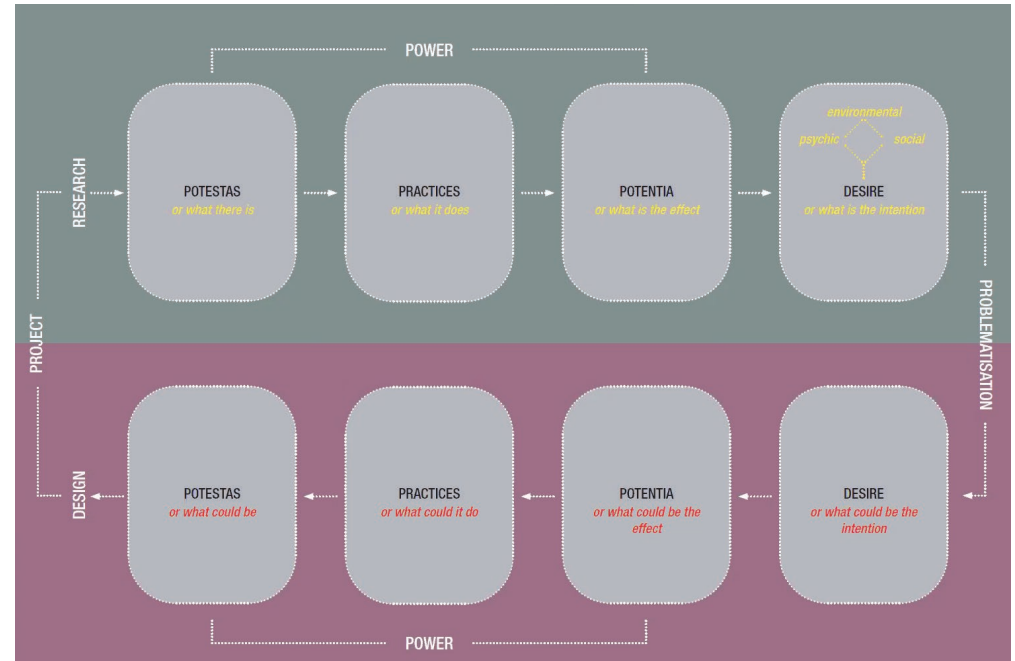 POWER
environmental
psychic
social
RESEARCH
POTESTAS
or what there is
PRACTICES
or what it does
POTENTIA
or what is the effect
DESIRE
or what is the intention
PROJECT
PROBLEMATISATION
DESIGN
POTESTAS
or what could be
PRACTICES
or what could it do
POTENTIA
or what could be the
effect
DESIRE
or what could be the
intention
POWER